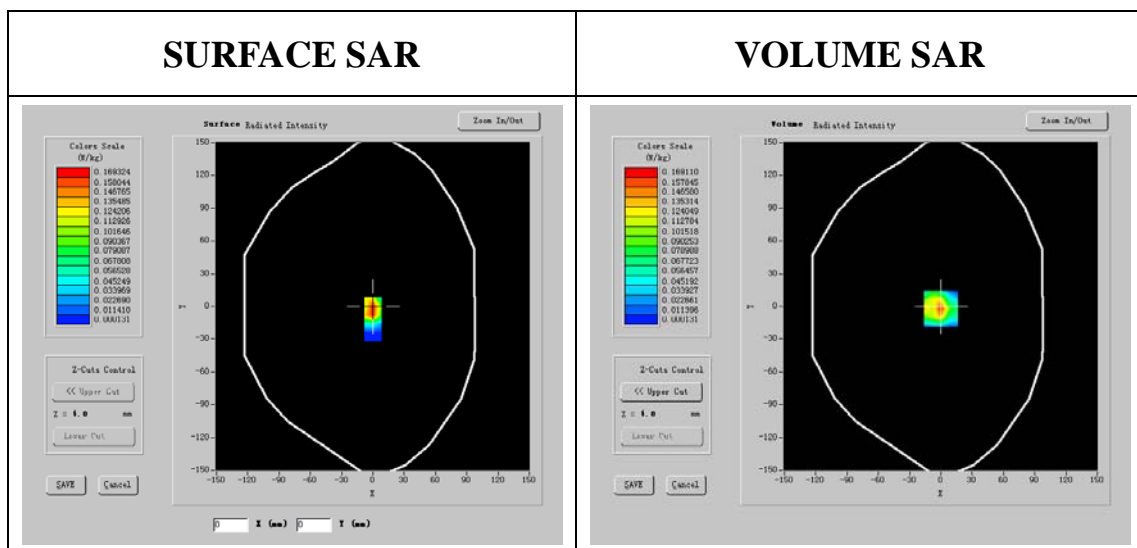 SURFACE SAR
VOLUME SAR
Surface Radiated Intensity
Zoom In/Out
Colors Scale
(W/kg)
0.169324
0.158044
0.146765
0.135485
0.124206
0.112926
0.101646
0.090367
0.079087
0.067808
0.056528
0.045249
0.033969
0.022690
0.011410
0.000131
150
90
60
30
0
-30
-60
-90
-120
-150
Y
-150 -120 -90 -60 -30 0 30 60 90 120 150
X
Z-Cuts Control
<< Upper Cut
Z = 4.0 mm
Lower Cut
SAVE
Cancel
0 X (mm) 0 Y (mm)
Volume Radiated Intensity
Zoom In/Out
Colors Scale
(W/kg)
0.169110
0.157845
0.146580
0.135314
0.124049
0.112784
0.101518
0.090253
0.078988
0.067723
0.056457
0.045192
0.033927
0.022661
0.011396
0.000131
150
120
90
60
30
0
-30
-60
-90
-120
-150
Y
-150 -120 -90 -60 -30 0 30 60 90 120 150
X
Z-Cuts Control
<< Upper Cut
Z = 4.0 mm
Lower Cut
SAVE
Cancel